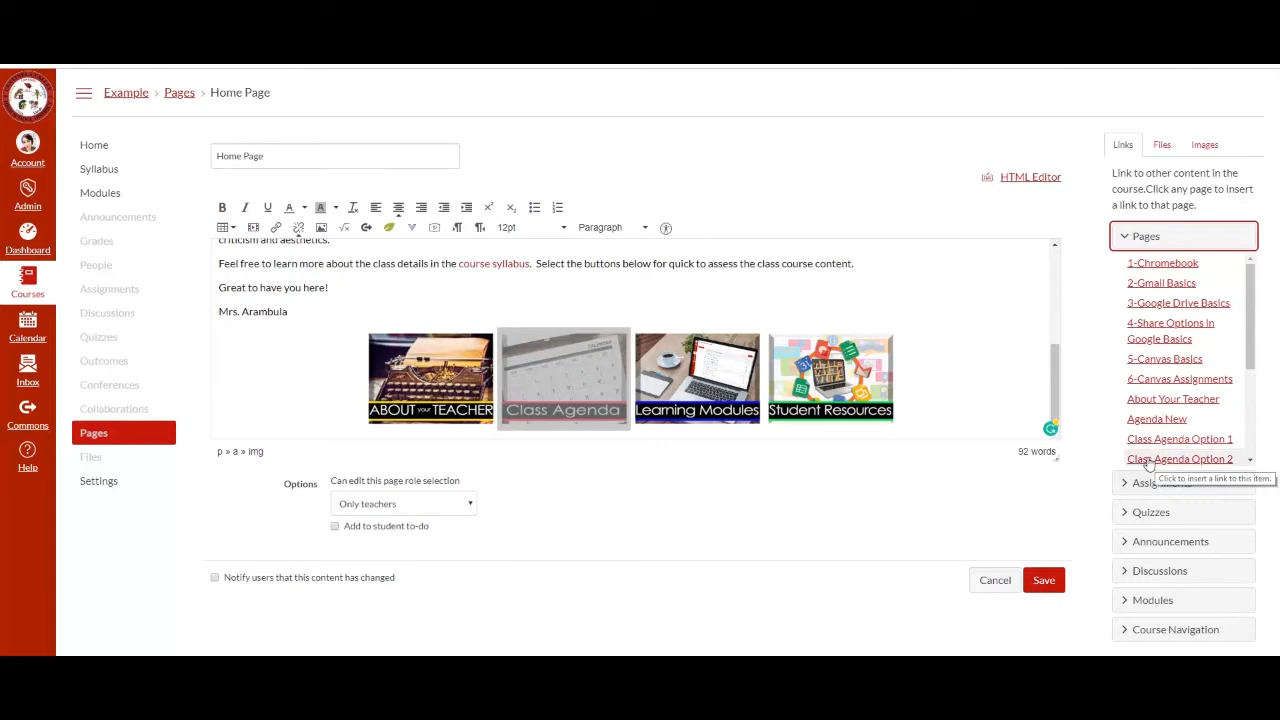 Example › Pages › Home Page
Account
Admin
Dashboard
Courses
Calendar
Inbox
Commons
Help
Home
Syllabus
Modules
Announcements
Grades
People
Assignments
Discussions
Quizzes
Outcomes
Conferences
Collaborations
Pages
Files
Settings
Home Page
HTML Editor
12pt
Paragraph
criticism and aesthetics.
Feel free to learn more about the class details in the course syllabus. Select the buttons below for quick to assess the class course content.
Great to have you here!
Mrs. Arambula
ABOUT your TEACHER
CALENDAR
Class Agenda
Learning Modules
Student Resources
p » a » img
92 words
Options
Can edit this page role selection
Only teachers
Add to student to-do
Notify users that this content has changed
Cancel
Save
Links
Files
Images
Link to other content in the
course.Click any page to insert
a link to that page.
Pages
1-Chromebook
2-Gmail Basics
3-Google Drive Basics
4-Share Options in
Google Basics
5-Canvas Basics
6-Canvas Assignments
About Your Teacher
Agenda New
Class Agenda Option 1
Class Agenda Option 2
Click to insert a link to this item.
Quizzes
Announcements
Discussions
Modules
Course Navigation